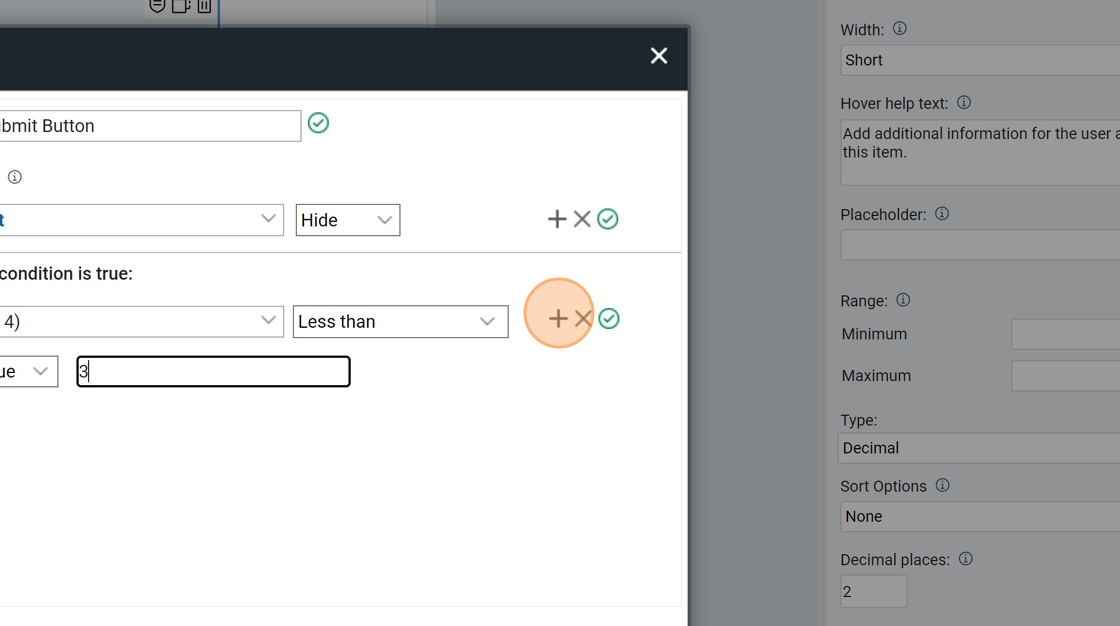 bmit Button
t
Hide
condition is true:
4)
Less than
ue
3
Width:
Short
Hover help text:
Add additional information for the user a
this item.
Placeholder:
Range:
Minimum
Maximum
Type:
Decimal
Sort Options
None
Decimal places:
2